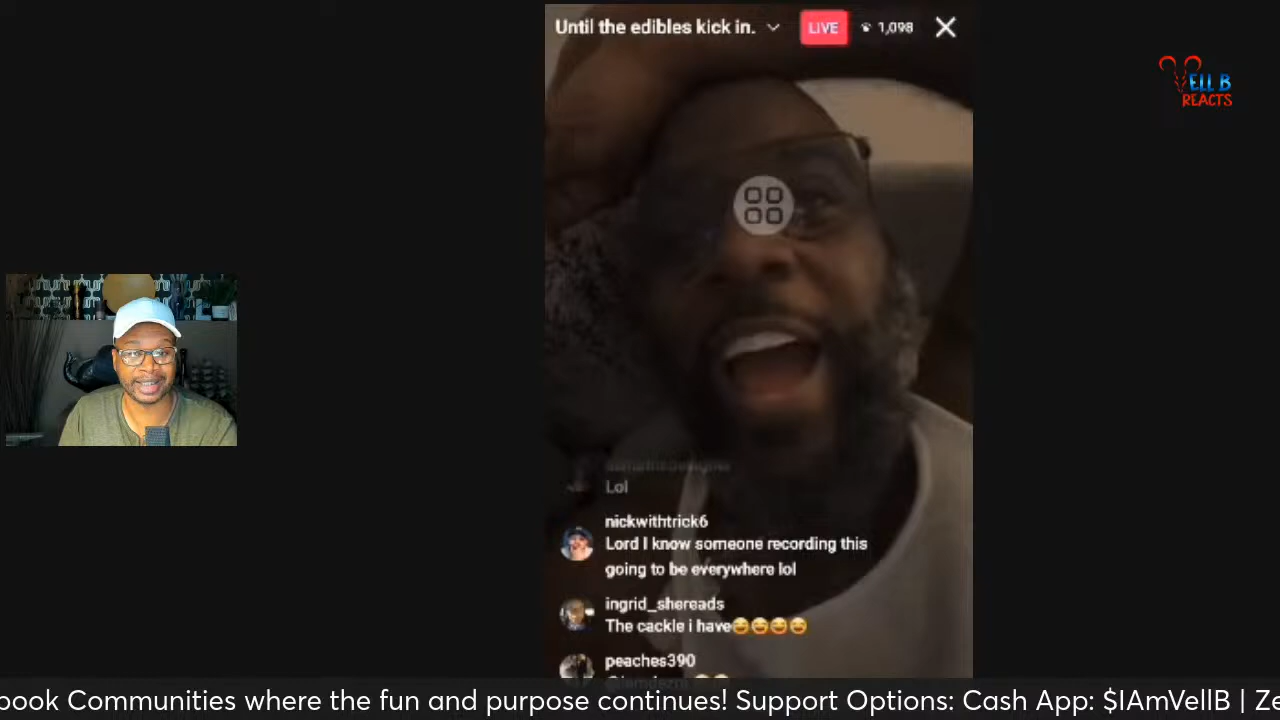 Until the edibles kick in.
LIVE
1,098
ELL B
REACTS
Lol
nickwithtrick6
Lord I know someone recording this
going to be everywhere lol
ingrid_shereads
The cackle i have😂😂😂😂
peaches390
book Communities where the fun and purpose continues! Support Options: Cash App: $IAmVellB | Ze